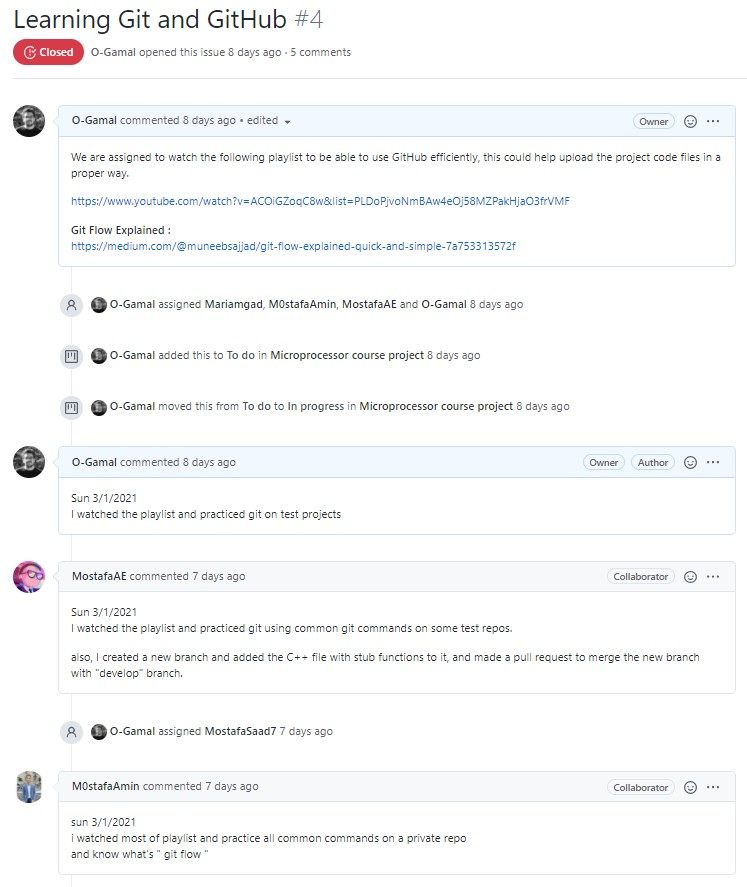 Learning Git and GitHub #4
Closed O-Gamal opened this issue 8 days ago · 5 comments
O-Gamal commented 8 days ago • edited Owner ...
We are assigned to watch the following playlist to be able to use GitHub efficiently, this could help upload the project code files in a
proper way.
https://www.youtube.com/watch?v=ACOiGZoqC8w&list=PLDoPjvoNmBAw4eOj58MZPakHjaO3frVMF
Git Flow Explained :
https://medium.com/@muneebsajjad/git-flow-explained-quick-and-simple-7a753313572f
O-Gamal assigned Mariamgad, M0stafaAmin, MostafaAE and O-Gamal 8 days ago
O-Gamal added this to To do in Microprocessor course project 8 days ago
O-Gamal moved this from To do to In progress in Microprocessor course project 8 days ago
O-Gamal commented 8 days ago Owner Author ...
Sun 3/1/2021
I watched the playlist and practiced git on test projects
MostafaAE commented 7 days ago Collaborator ...
Sun 3/1/2021
I watched the playlist and practiced git using common git commands on some test repos.
also, I created a new branch and added the C++ file with stub functions to it, and made a pull request to merge the new branch
with "develop" branch.
O-Gamal assigned MostafaSaad7 7 days ago
M0stafaAmin commented 7 days ago Collaborator ...
sun 3/1/2021
i watched most of playlist and practice all common commands on a private repo
and know what's " git flow "